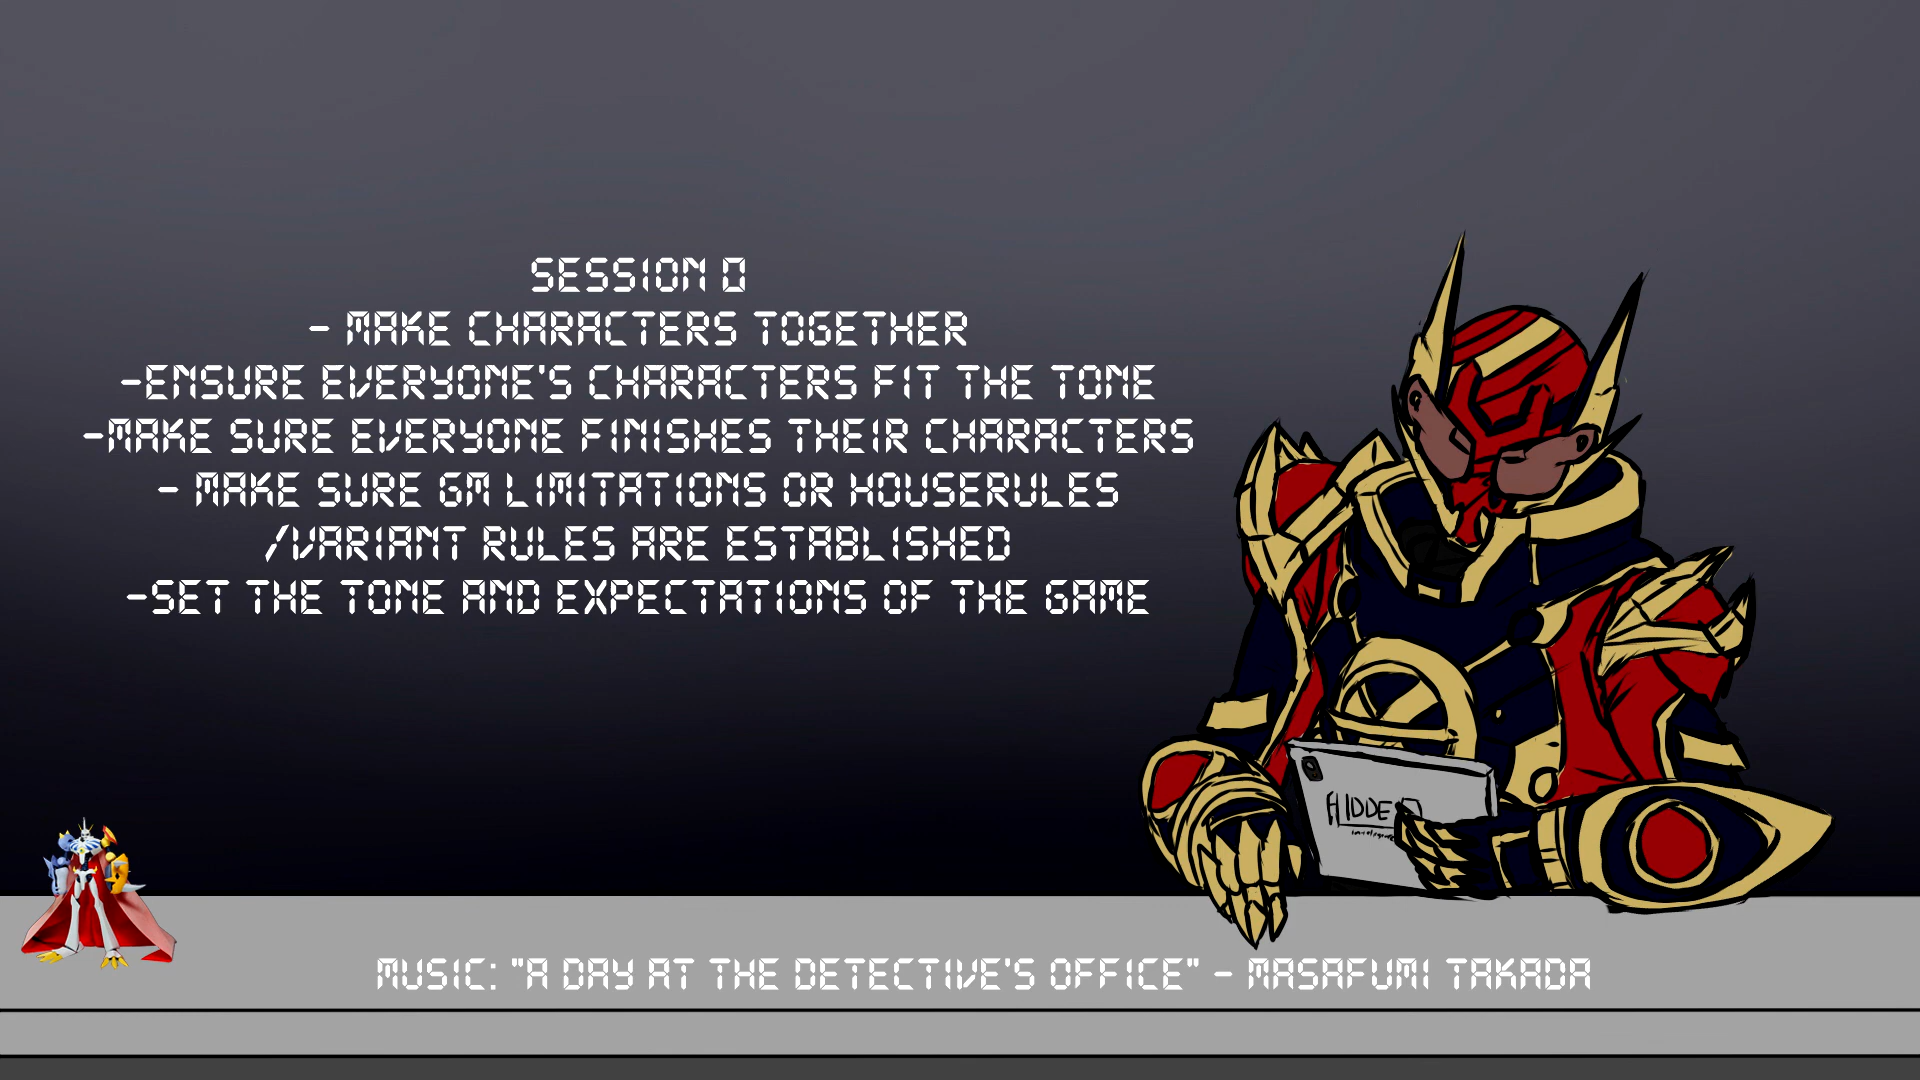 SESSION 0
- MAKE CHARACTERS TOGETHER
-ENSURE EVERYONE'S CHARACTERS FIT THE TONE
-MAKE SURE EVERYONE FINISHES THEIR CHARACTERS
- MAKE SURE GM LIMITATIONS OR HOUSERULES
/VARIANT RULES ARE ESTABLISHED
-SET THE TONE AND EXPECTATIONS OF THE GAME
HIDDE
MUSIC: "A DAY AT THE DETECTIVE'S OFFICE" - MASAFUMI TAKADA